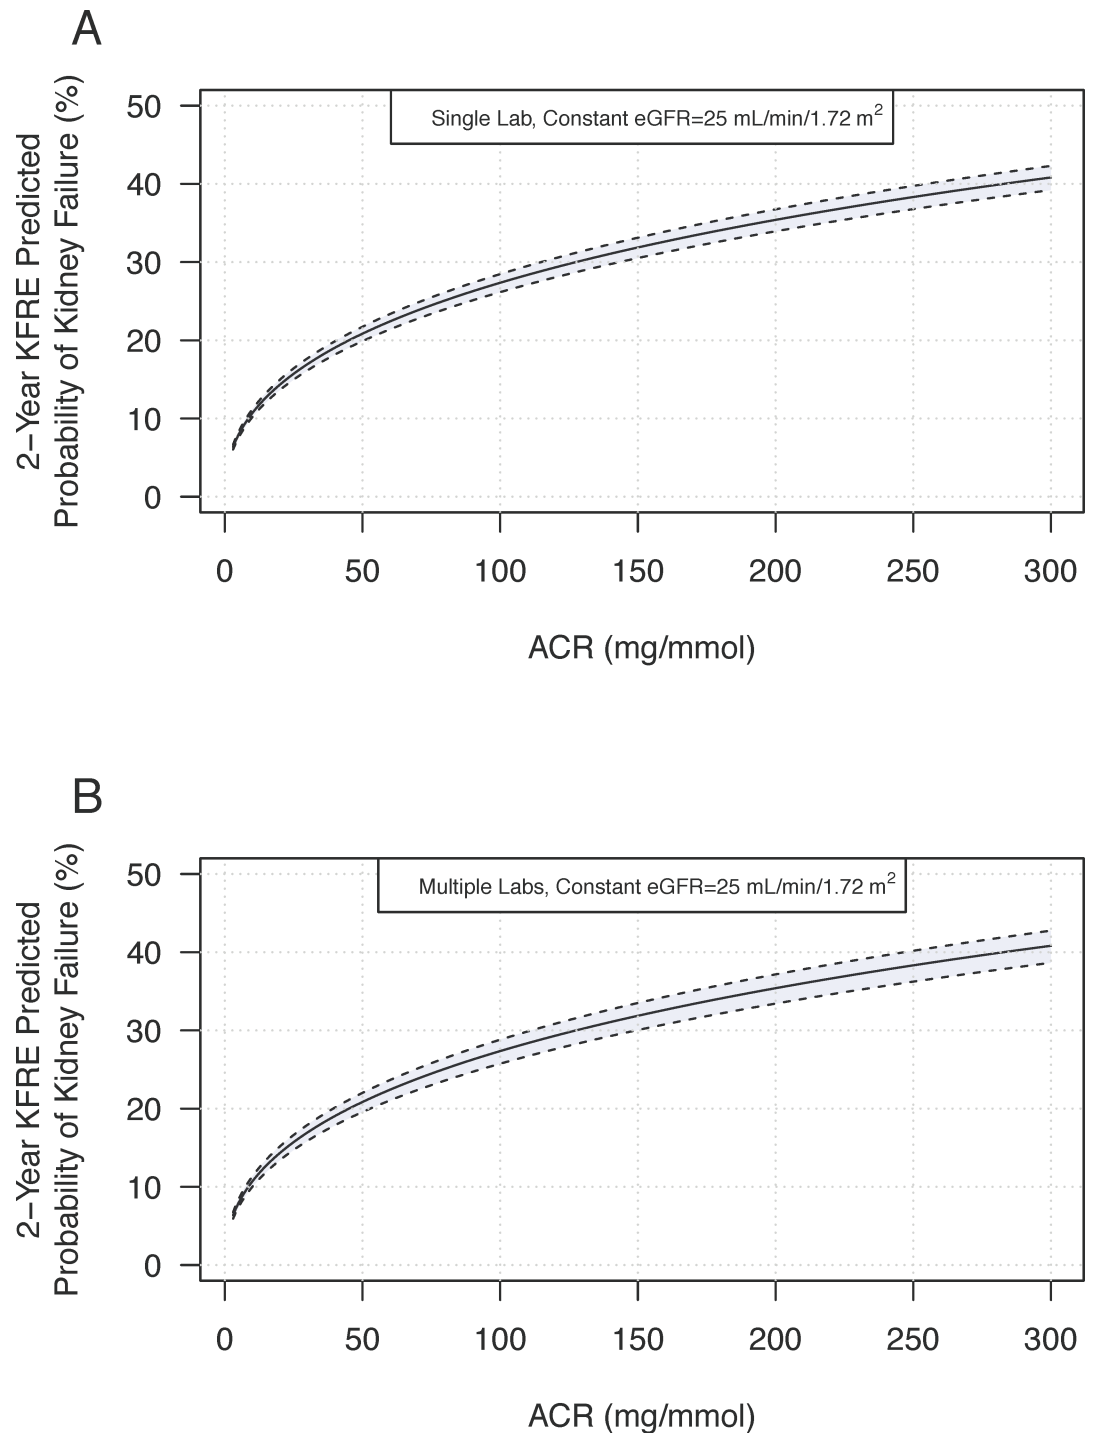 A
2−Year KFRE Predicted
Probability of Kidney Failure (%)
Single Lab, Constant eGFR=25 mL/min/1.72 m²
50
40
30
20
10
0
0 50 100 150 200 250 300
ACR (mg/mmol)
B
2−Year KFRE Predicted
Probability of Kidney Failure (%)
Multiple Labs, Constant eGFR=25 mL/min/1.72 m²
50
40
30
20
10
0
0 50 100 150 200 250 300
ACR (mg/mmol)